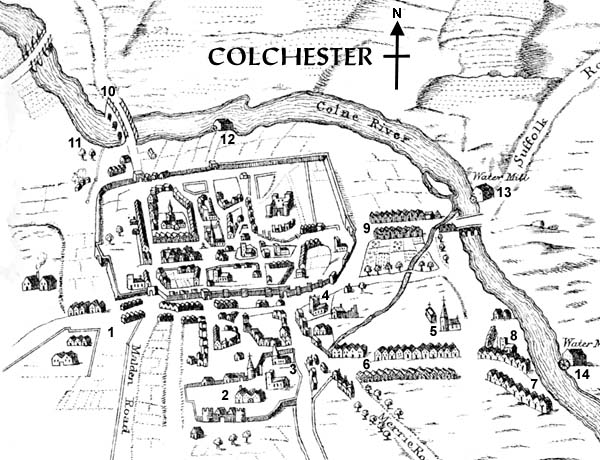 N
COLCHESTER
Colne River
Suffolk
Ro
10
11
12
Water Mill
13
9
4
5
1
6
8
3
2
7
Water M
14
Malden Road
Merrie Ro